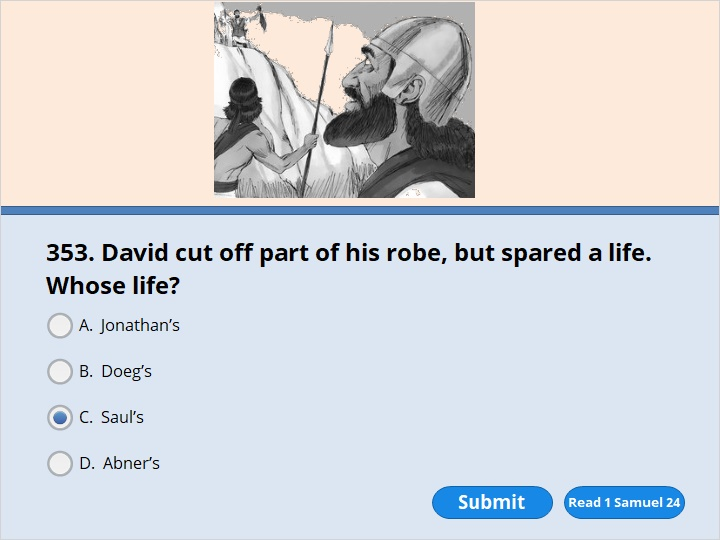 353. David cut off part of his robe, but spared a life.
Whose life?
A. Jonathan’s
B. Doeg’s
C. Saul’s
D. Abner’s
Submit
Read 1 Samuel 24